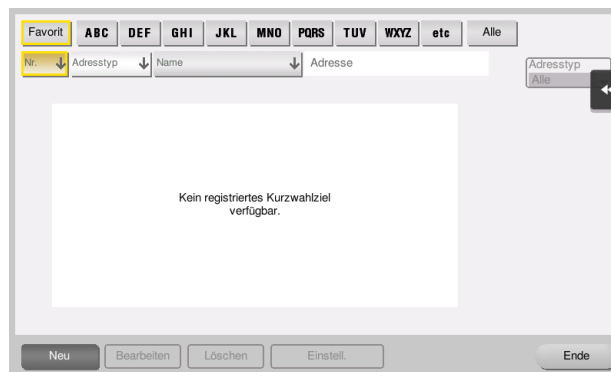 Favorit ABC DEF GHI JKL MNO PQRS TUV WXYZ etc Alle
Nr. Adresstyp Name Adresse
Adresstyp
Alle
Kein registriertes Kurzwahlziel
verfügbar.
Neu Bearbeiten Löschen Einstell. Ende